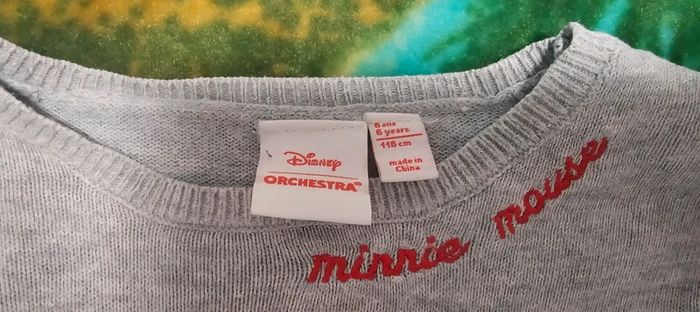 Disney
ORCHESTRA
6 ans
6 years
116 cm
made in
China
minnie mouse